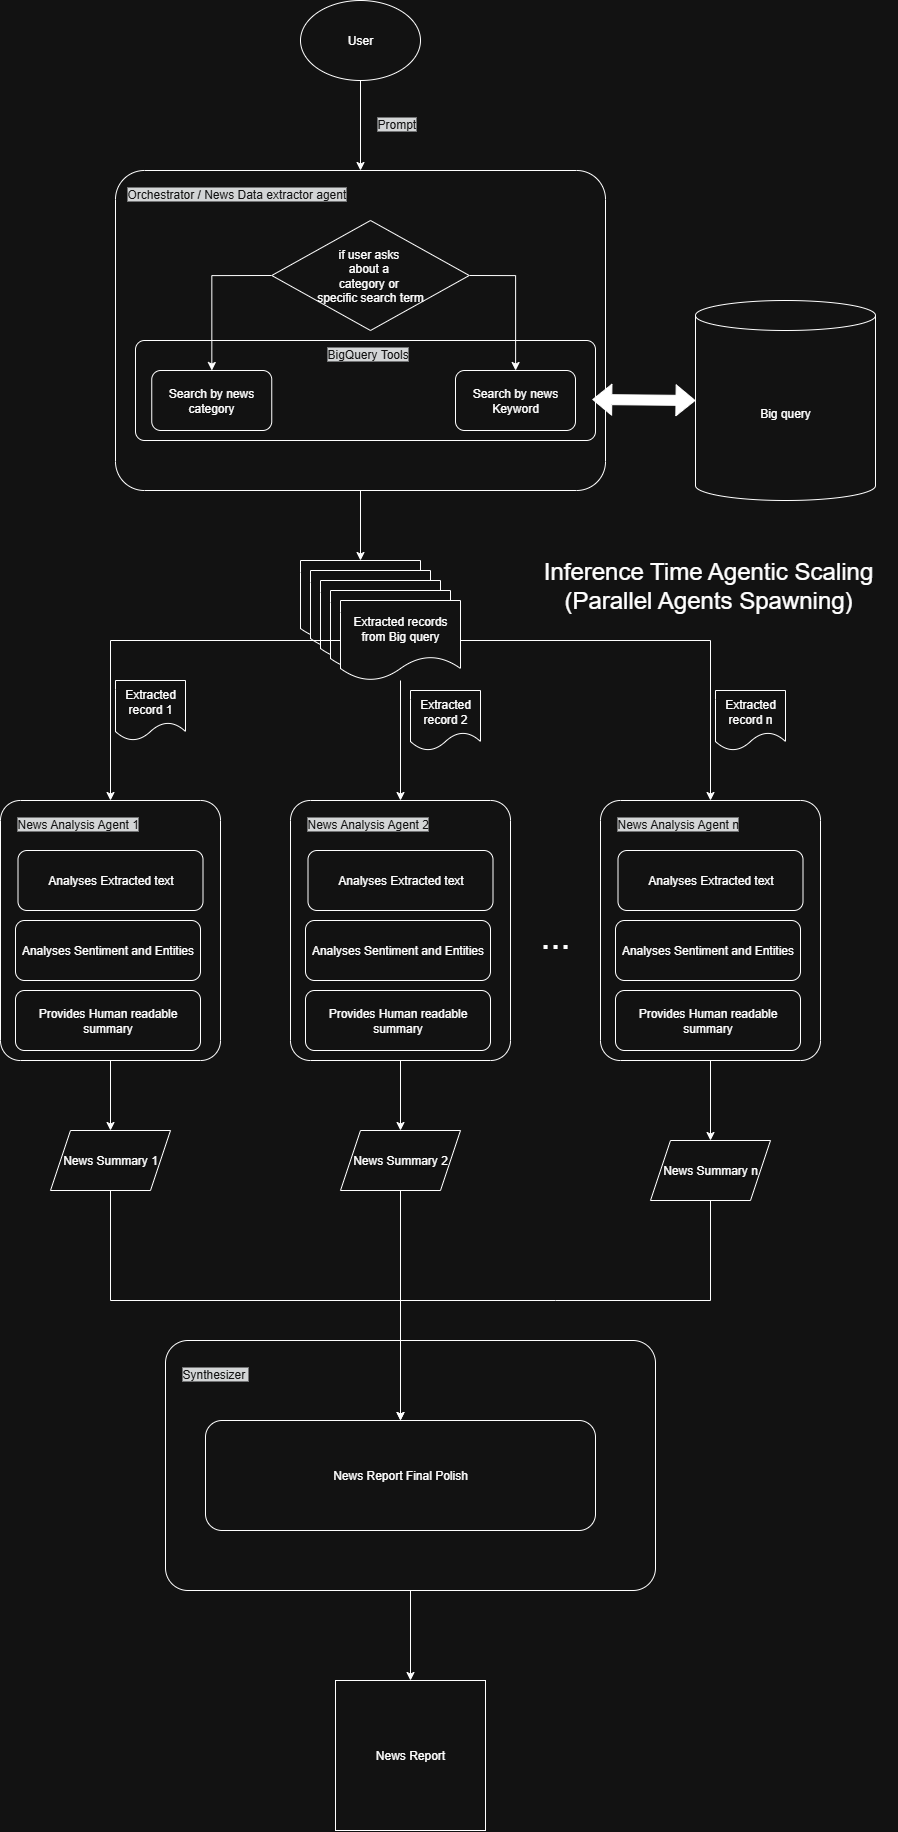 User
Prompt
Orchestrator / News Data extractor agent
if user asks
about a
category or
specific search term
BigQuery Tools
Search by news
category
Search by news
Keyword
Big query
Inference Time Agentic Scaling
(Parallel Agents Spawning)
Extracted records
from Big query
Extracted
record 1
Extracted
record 2
Extracted
record n
News Analysis Agent 1
Analyses Extracted text
Analyses Sentiment and Entities
Provides Human readable
summary
News Analysis Agent 2
Analyses Extracted text
Analyses Sentiment and Entities
Provides Human readable
summary
...
News Analysis Agent n
Analyses Extracted text
Analyses Sentiment and Entities
Provides Human readable
summary
News Summary 1
News Summary 2
News Summary n
Synthesizer
News Report Final Polish
News Report